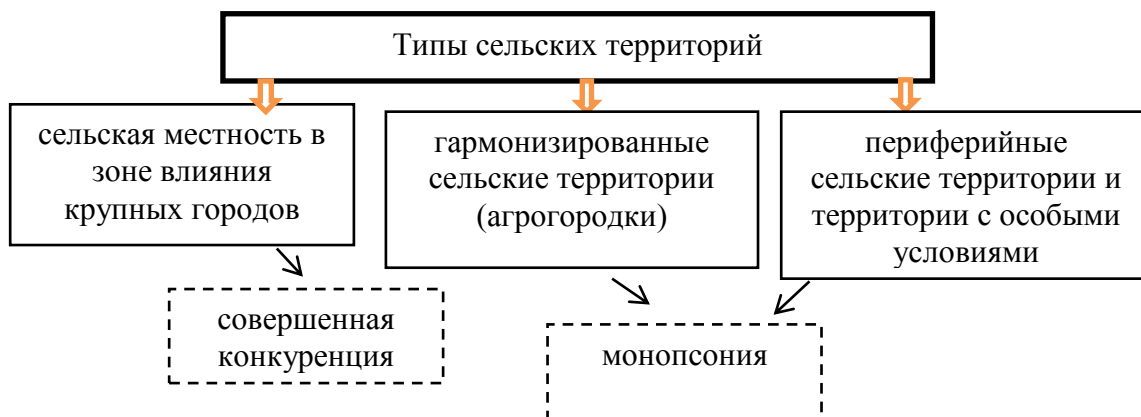 Типы сельских территорий
сельская местность в
зоне влияния
крупных городов
гармонизированные
сельские территории
(агрогородки)
периферийные
сельские территории и
территории с особыми
условиями
совершенная
конкуренция
монопсония